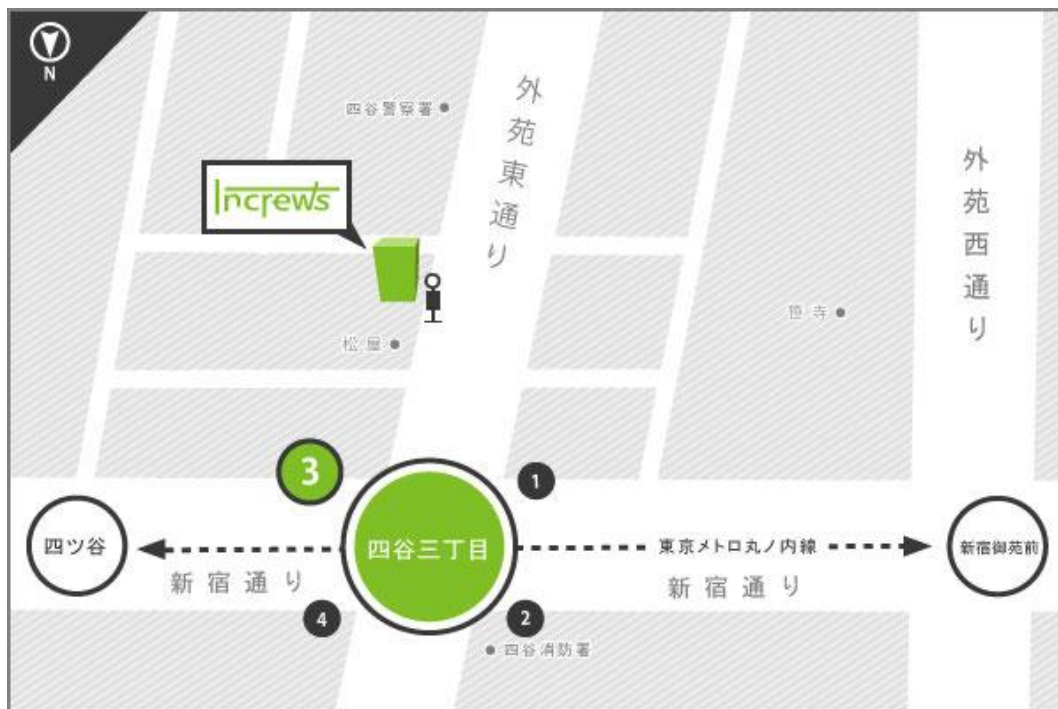 N
四谷警察署
外苑東通り
外苑西通り
Increws
笹寺
松屋
3
1
四ツ谷
四谷三丁目
東京メトロ丸ノ内線
新宿御苑前
新宿通り
新宿通り
4
2
四谷消防署